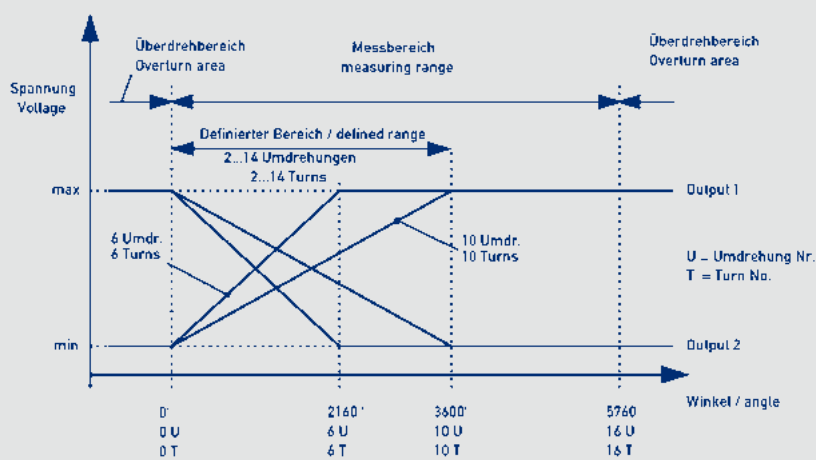 Überdrehbereich
Overturn area
Messbereich
measuring range
Überdrehbereich
Overturn area
Spannung
Voltage
Definierter Bereich / defined range
2...14 Umdrehungen
2...14 Turns
max
Output 1
6 Umdr.
6 Turns
10 Umdr.
10 Turns
U = Umdrehung Nr.
T = Turn No.
min
Output 2
Winkel / angle
0° 2160° 3600° 5760
0 U 6 U 10 U 16 U
0 T 6 T 10 T 16 T